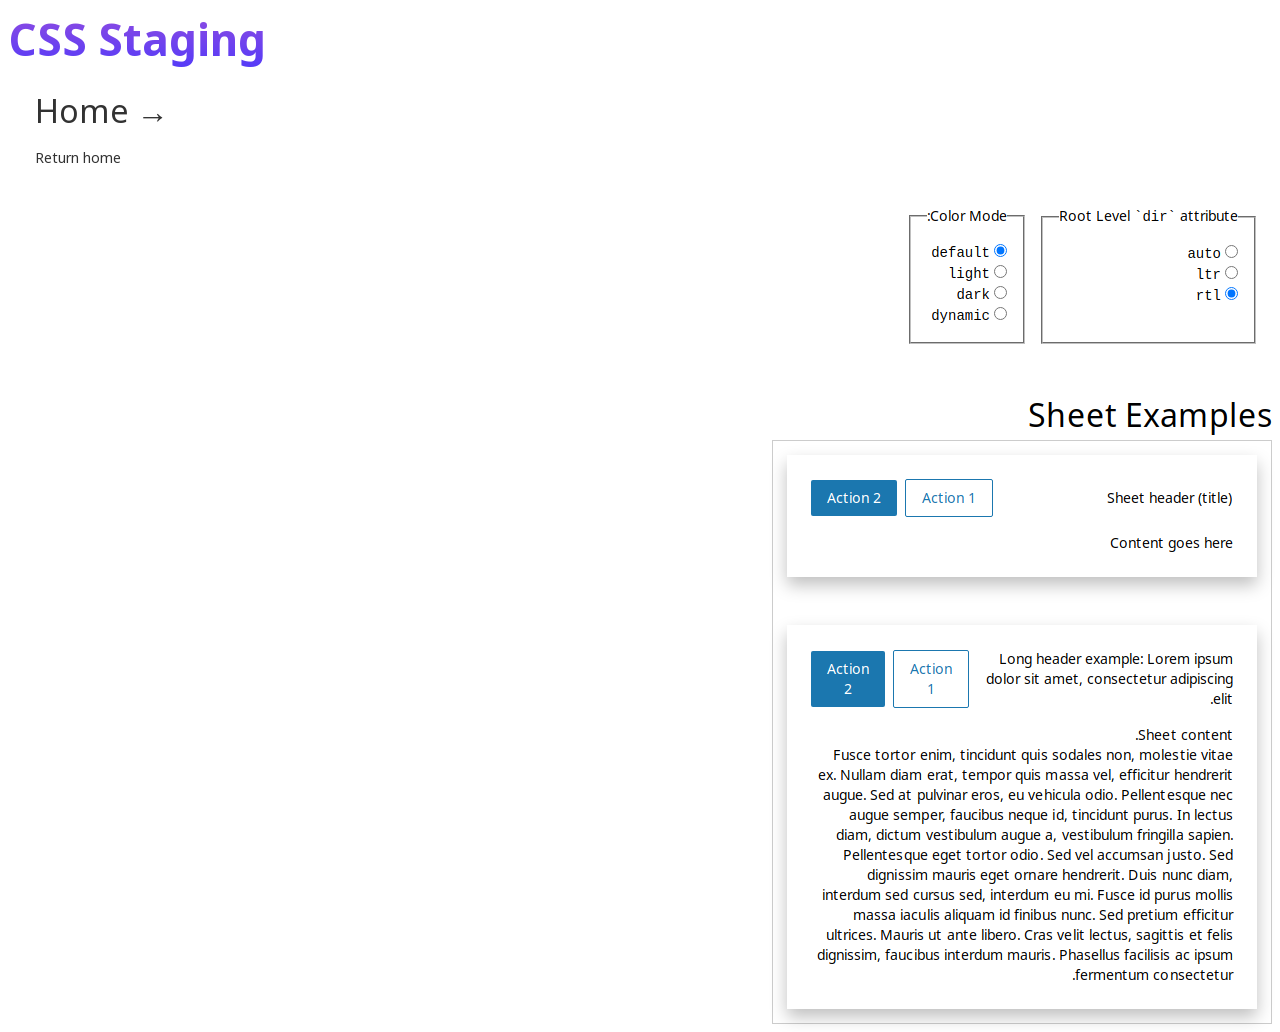 CSS Staging
Home →
Return home
Root Level `dir` attribute
auto
ltr
rtl
:Color Mode
default
light
dark
dynamic
Sheet Examples
Sheet header (title)
Action 1
Action 2
Content goes here
Long header example: Lorem ipsum
dolor sit amet, consectetur adipiscing
.elit
Action
1
Action
2
.Sheet content
Fusce tortor enim, tincidunt quis sodales non, molestie vitae
ex. Nullam diam erat, tempor quis massa vel, efficitur hendrerit
augue. Sed at pulvinar eros, eu vehicula odio. Pellentesque nec
augue semper, faucibus neque id, tincidunt purus. In lectus
diam, dictum vestibulum augue a, vestibulum fringilla sapien.
Pellentesque eget tortor odio. Sed vel accumsan justo. Sed
dignissim mauris eget ornare hendrerit. Duis nunc diam,
interdum sed cursus sed, interdum eu mi. Fusce id purus mollis
massa iaculis aliquam id finibus nunc. Sed pretium efficitur
ultrices. Mauris ut ante libero. Cras velit lectus, sagittis et felis
dignissim, faucibus interdum mauris. Phasellus facilisis ac ipsum
.fermentum consectetur